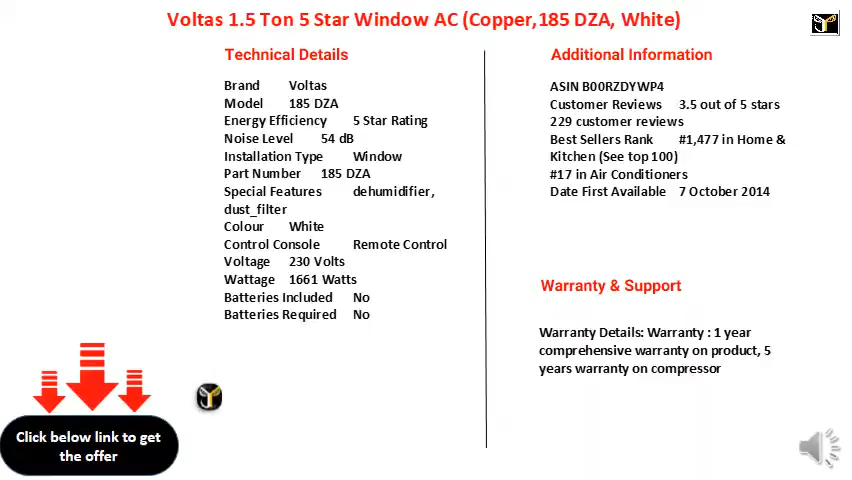 Voltas 1.5 Ton 5 Star Window AC (Copper,185 DZA, White)
Technical Details
Brand Voltas
Model 185 DZA
Energy Efficiency 5 Star Rating
Noise Level 54 dB
Installation Type Window
Part Number 185 DZA
Special Features dehumidifier,
dust_filter
Colour White
Control Console Remote Control
Voltage 230 Volts
Wattage 1661 Watts
Batteries Included No
Batteries Required No
Additional Information
ASIN B00RZDYWP4
Customer Reviews 3.5 out of 5 stars
229 customer reviews
Best Sellers Rank #1,477 in Home &
Kitchen (See top 100)
#17 in Air Conditioners
Date First Available 7 October 2014
Warranty & Support
Warranty Details: Warranty : 1 year
comprehensive warranty on product, 5
years warranty on compressor
Click below link to get
the offer